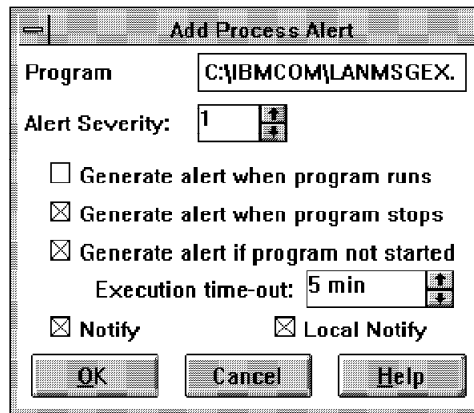 Add Process Alert
Program C:\IBMCOM\LANMSGEX.
Alert Severity: 1
Generate alert when program runs
Generate alert when program stops
Generate alert if program not started
Execution time-out: 5 min
Notify Local Notify
OK Cancel Help